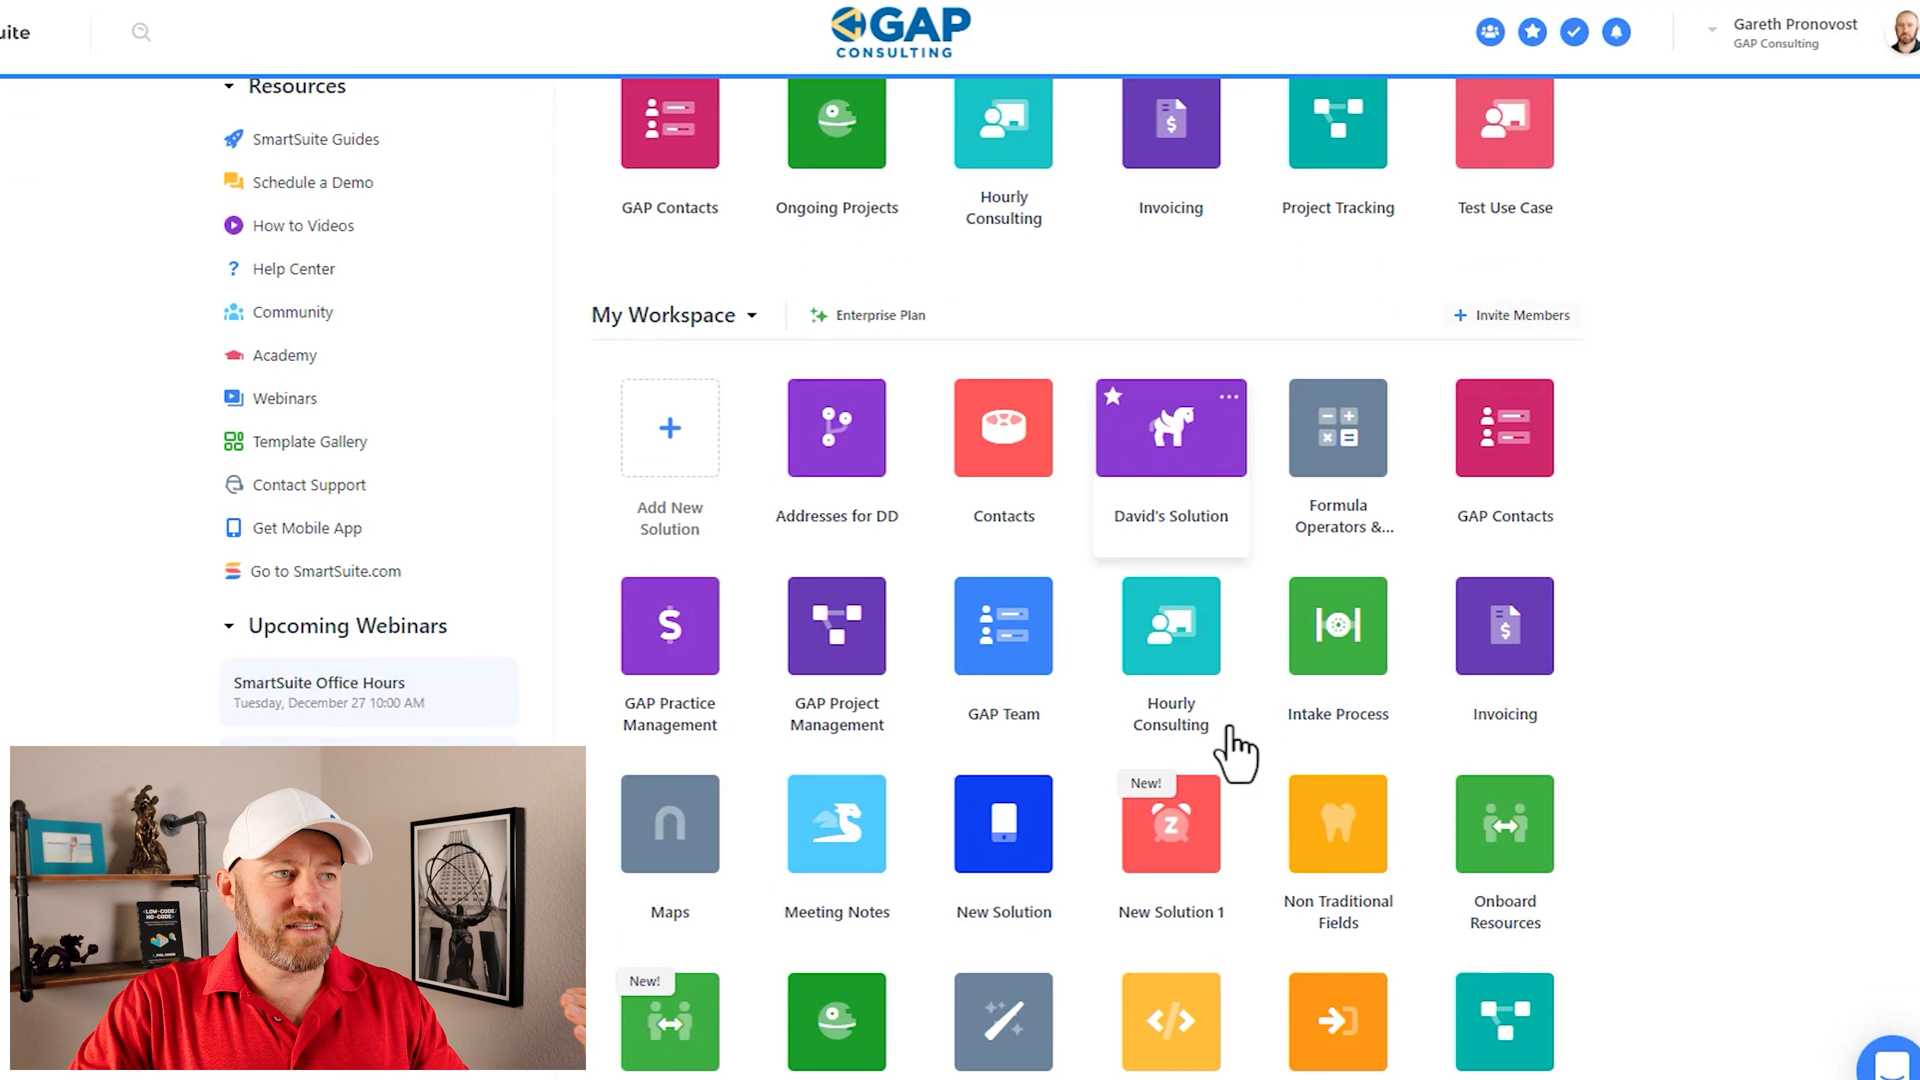 uite
GAP
CONSULTING
Gareth Pronovost
GAP Consulting
Resources
SmartSuite Guides
Schedule a Demo
How to Videos
Help Center
Community
Academy
Webinars
Template Gallery
Contact Support
Get Mobile App
Go to SmartSuite.com
Upcoming Webinars
SmartSuite Office Hours
Tuesday, December 27 10:00 AM
GAP Contacts
Ongoing Projects
Hourly
Consulting
Invoicing
Project Tracking
Test Use Case
My Workspace
Enterprise Plan
+ Invite Members
Add New
Solution
Addresses for DD
Contacts
David's Solution
Formula
Operators &...
GAP Contacts
GAP Practice
Management
GAP Project
Management
GAP Team
Hourly
Consulting
Intake Process
Invoicing
Maps
Meeting Notes
New Solution
New!
New Solution 1
Non Traditional
Fields
Onboard
Resources
New!
LOW-CODE/
NO-CODE